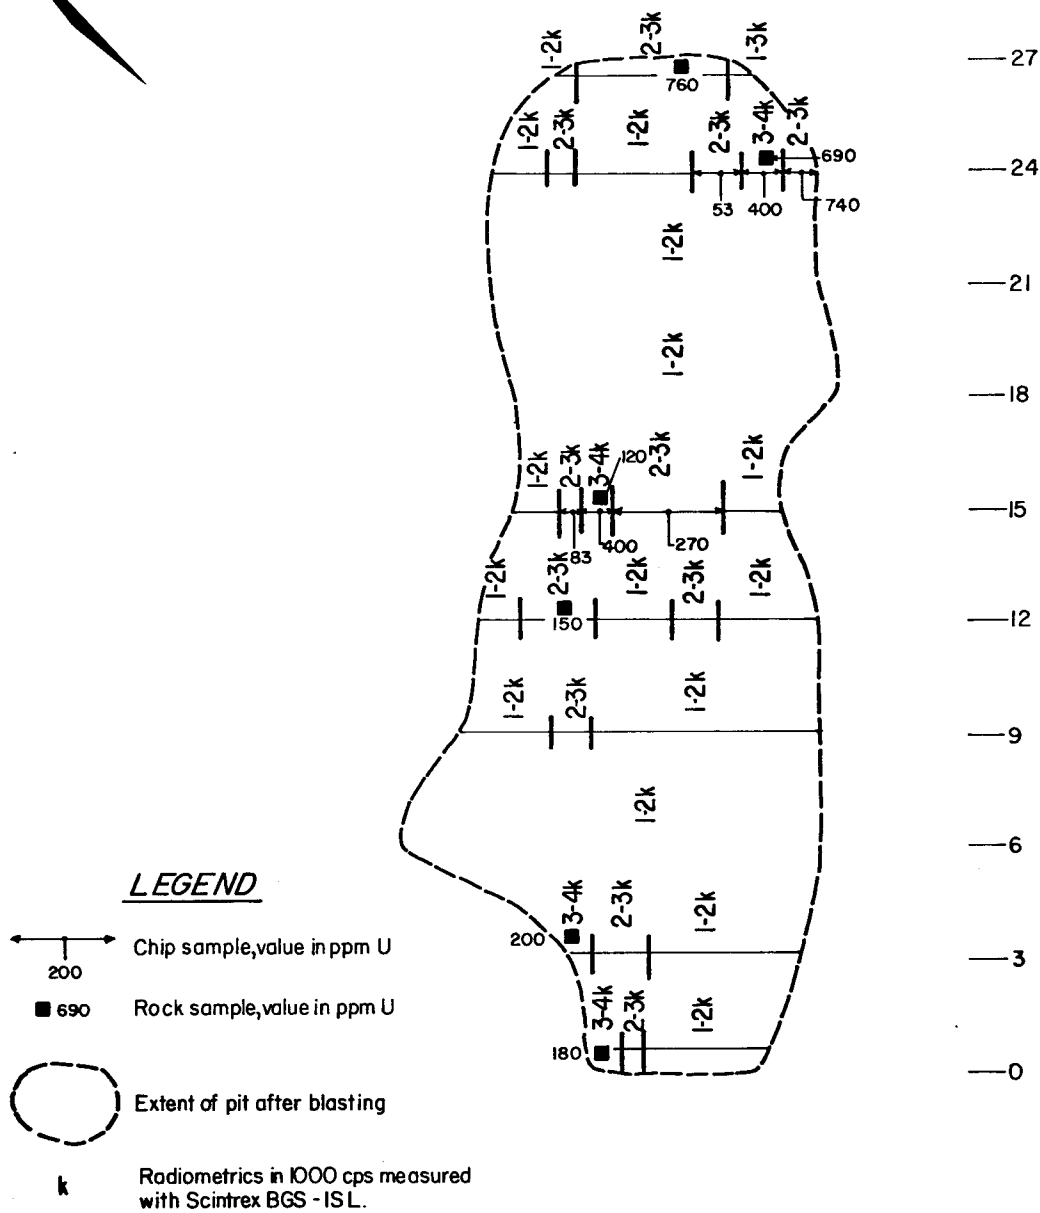 1-2k 2-3k 1-3k 27
760
1-2k 2-3k 1-2k 2-3k 3-4k 2-3k
690
24
53 400 740
1-2k
21
1-2k
18
1-2k 2-3k 3-4k 120 2-3k 1-2k
15
83 400 270
1-2k 2-3k 1-2k 2-3k 1-2k
150
12
1-2k 2-3k 1-2k
9
1-2k
6
3-4k 2-3k 1-2k
200
3
3-4k 2-3k 1-2k
180
0
LEGEND
200 Chip sample, value in ppm U
690 Rock sample, value in ppm U
Extent of pit after blasting
k Radiometrics in 1000 cps measured
with Scintrex BGS - ISL.